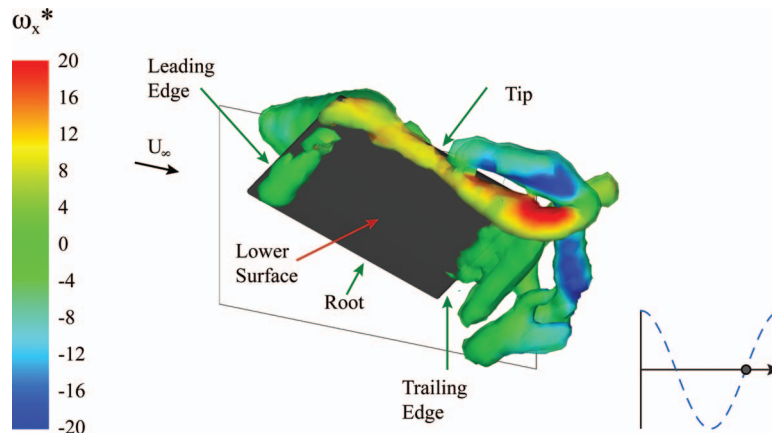 ωₓ*
20
16
12
8
4
0
-4
-8
-12
-16
-20
Leading
Edge
U∞
Tip
Lower
Surface
Root
Trailing
Edge